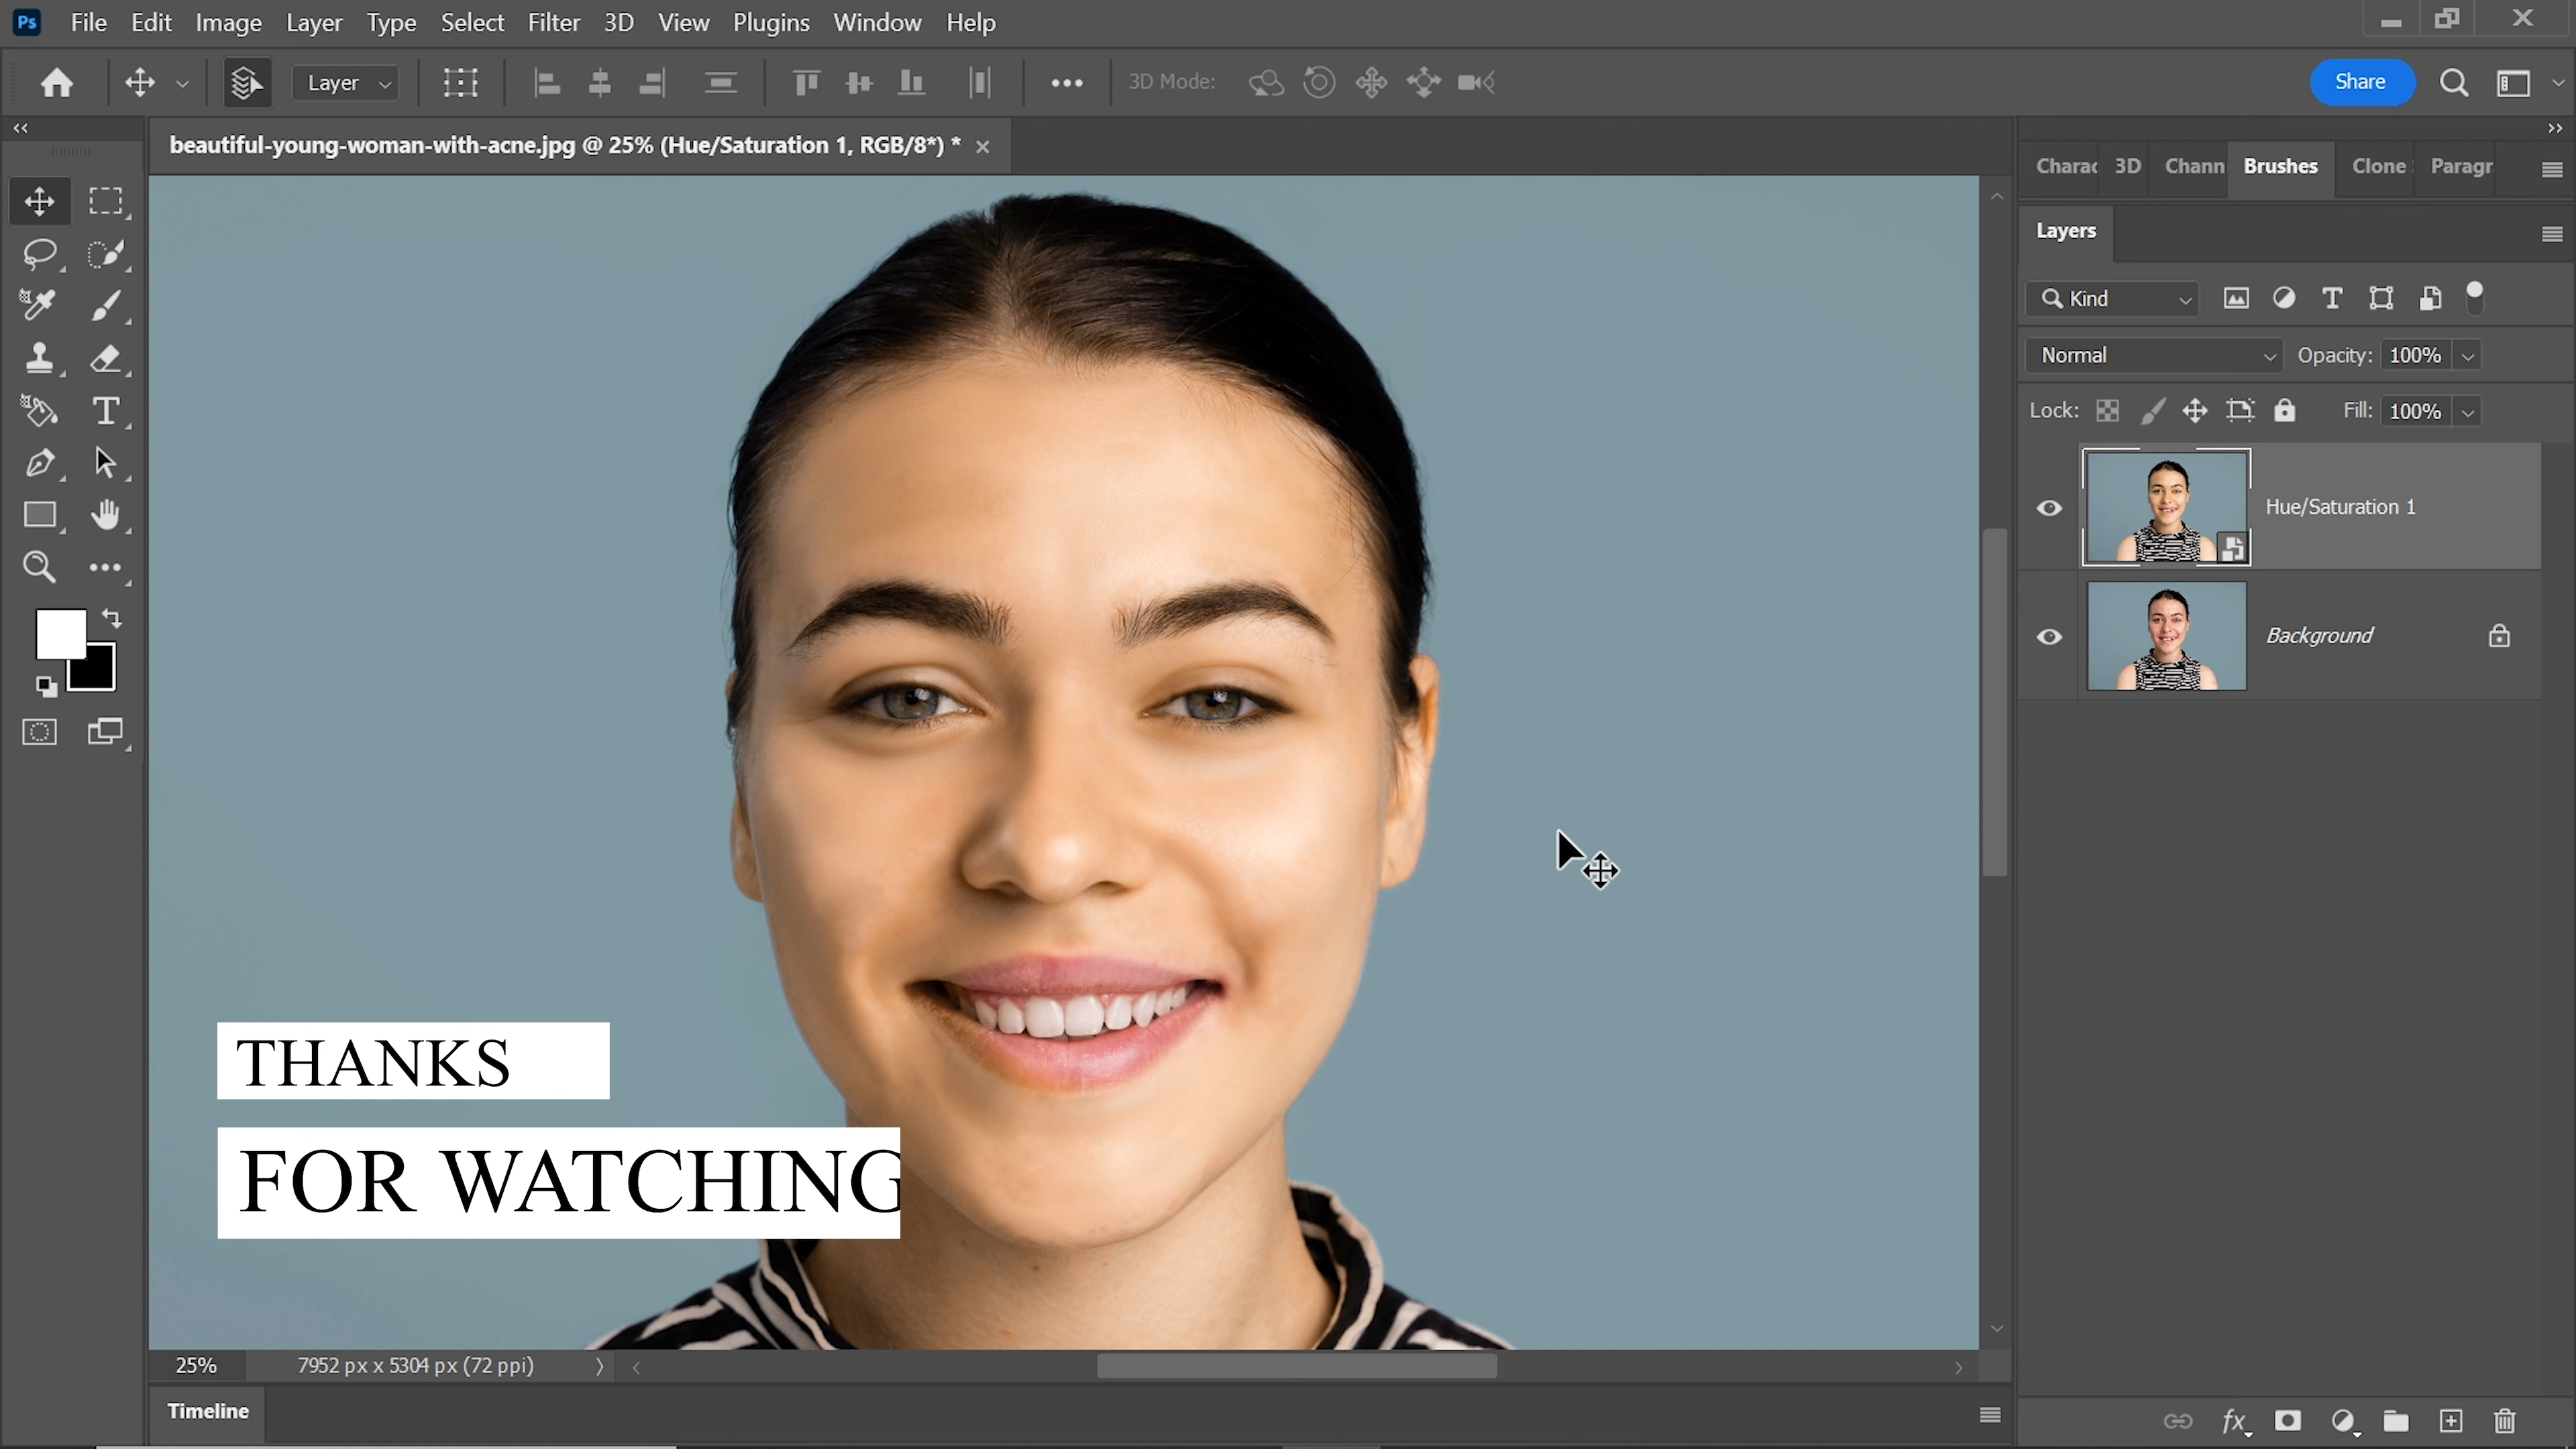 Ps File Edit Image Layer Type Select Filter 3D View Plugins Window Help
Layer 3D Mode: Share
beautiful-young-woman-with-acne.jpg @ 25% (Hue/Saturation 1, RGB/8*) *
Charac 3D Chann Brushes Clone Paragr
Layers
Kind
Normal Opacity: 100%
Lock: Fill: 100%
Hue/Saturation 1
Background
THANKS
FOR WATCHING
25% 7952 px x 5304 px (72 ppi)
Timeline
fx